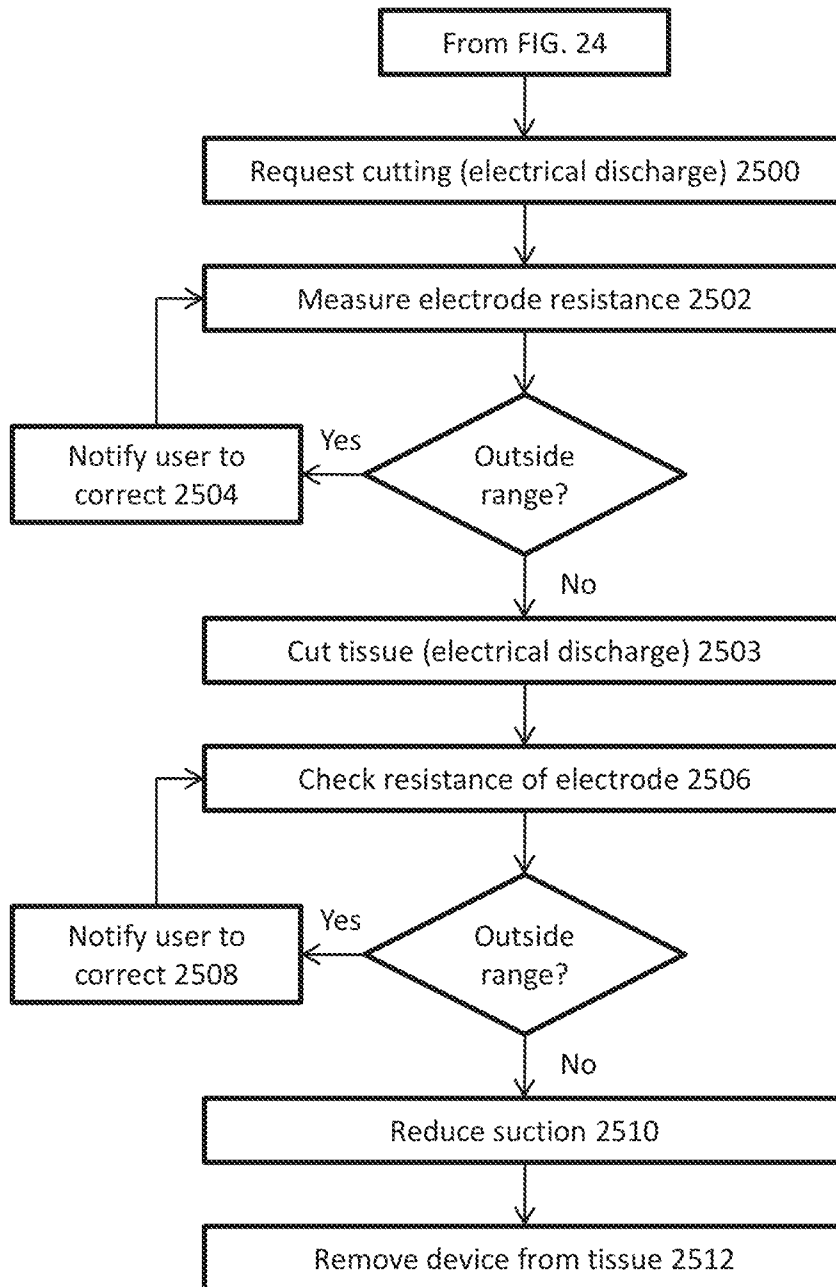 From FIG. 24
Request cutting (electrical discharge) 2500
Measure electrode resistance 2502
Yes
Notify user to
correct 2504
Outside
range?
No
Cut tissue (electrical discharge) 2503
Check resistance of electrode 2506
Yes
Notify user to
correct 2508
Outside
range?
No
Reduce suction 2510
Remove device from tissue 2512